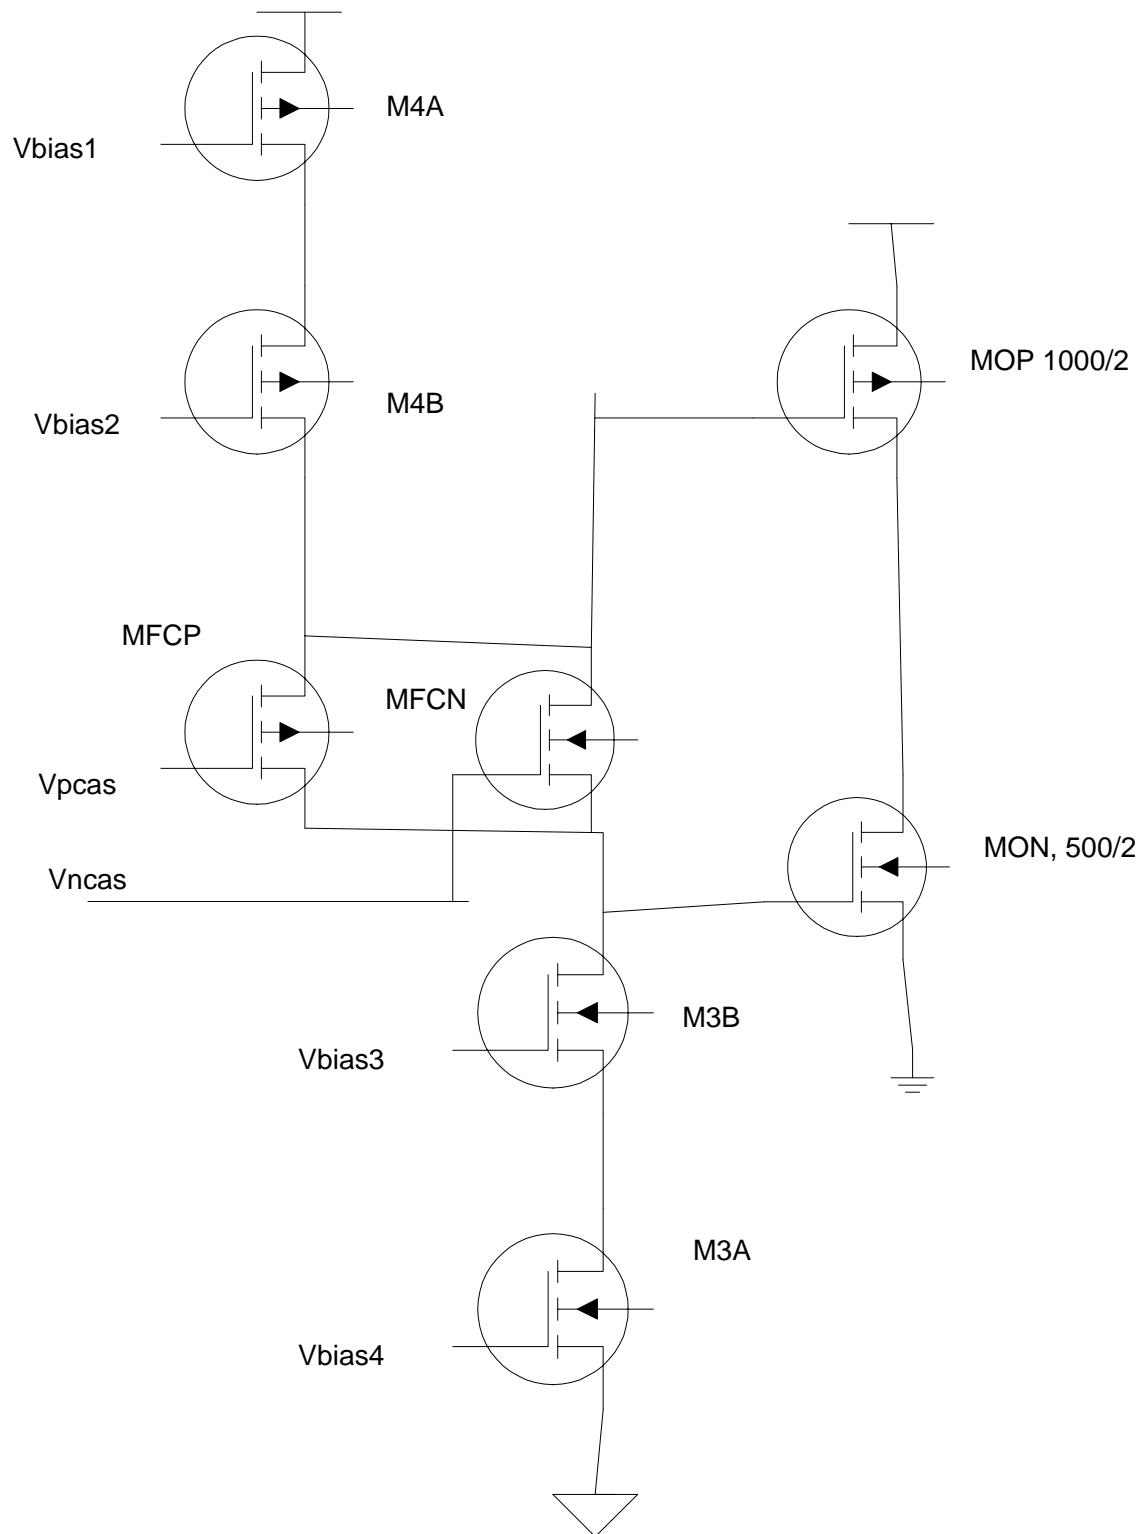 M4A
Vbias1
MOP 1000/2
M4B
Vbias2
MFCP
MFCN
Vpcas
MON, 500/2
Vncas
M3B
Vbias3
M3A
Vbias4